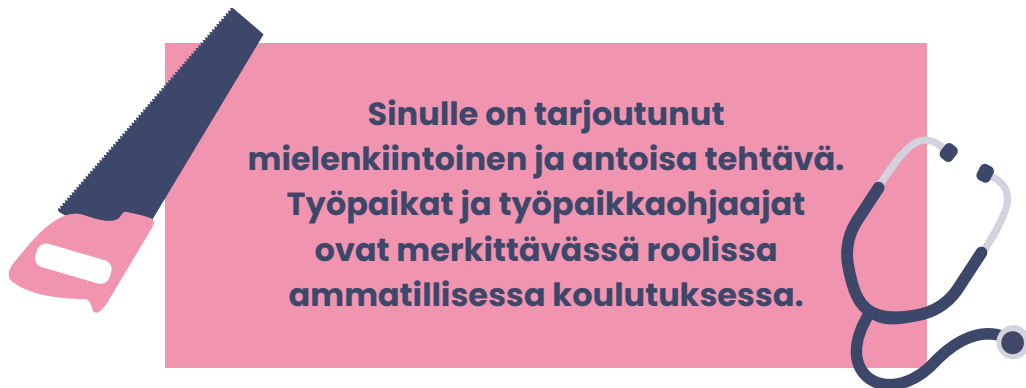 Sinulle on tarjoutunut
mielenkiintoinen ja antoisa tehtävä.
Työpaikat ja työpaikkaohjaajat
ovat merkittävässä roolissa
ammatillisessa koulutuksessa.